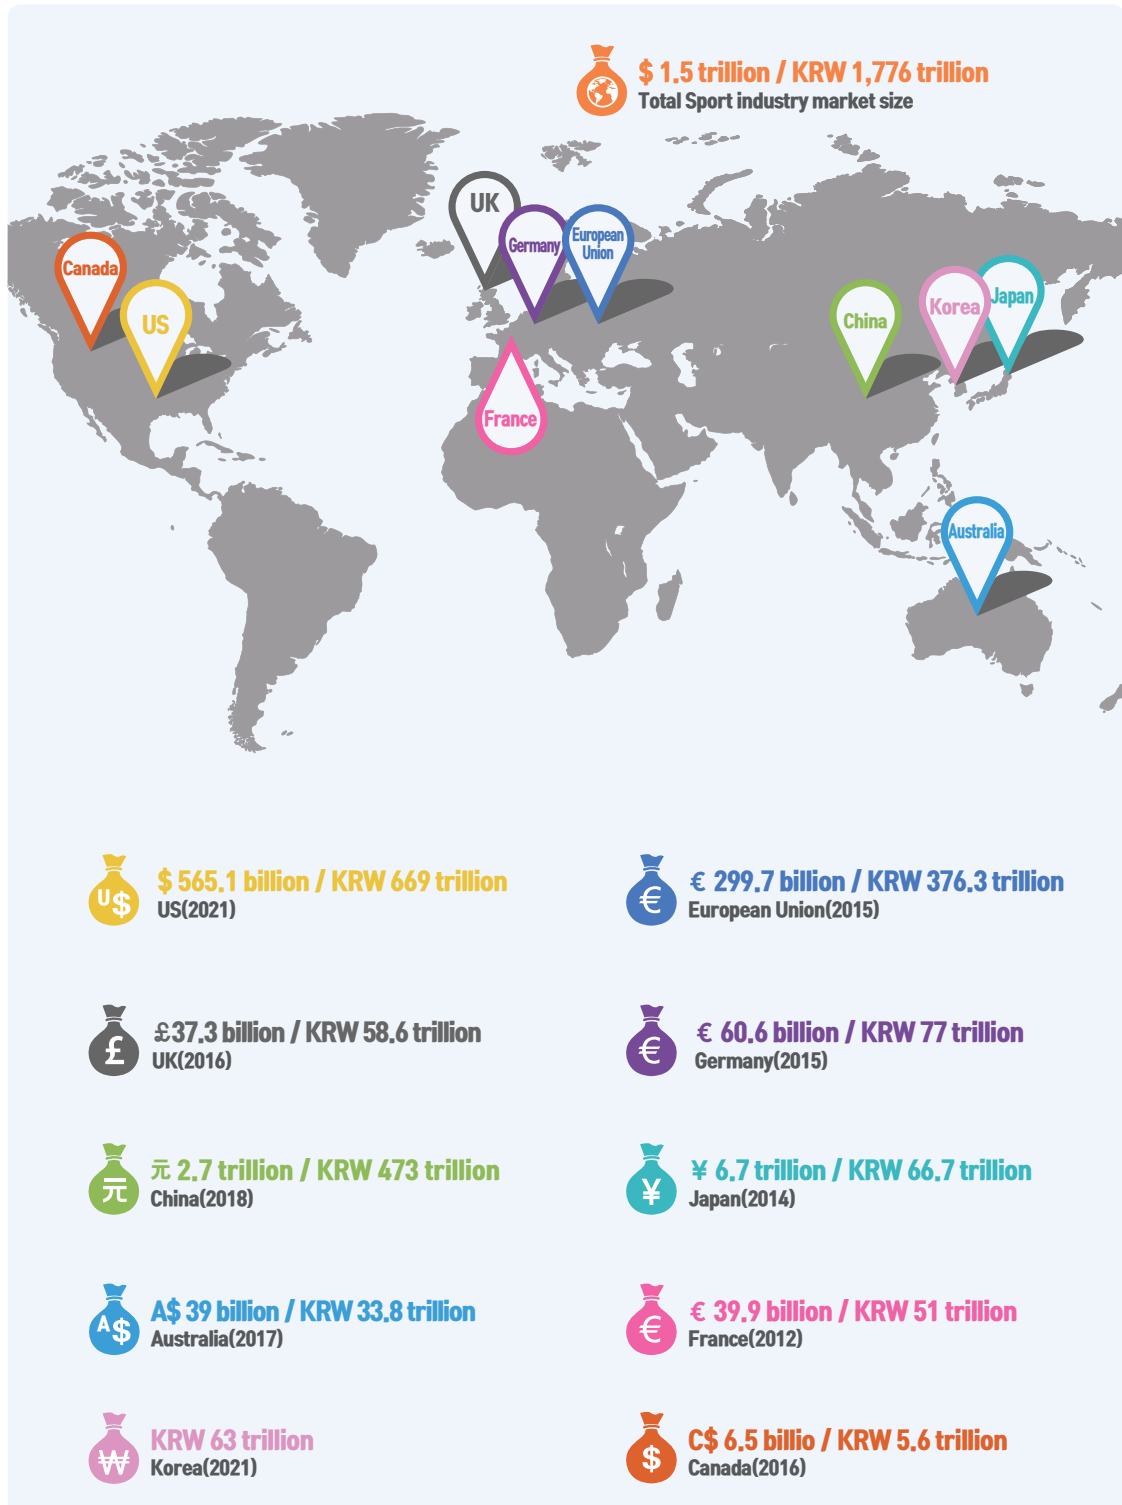 $ 1.5 trillion / KRW 1,776 trillion
Total Sport industry market size
UK
Germany
European
Union
Canada
US
China
Korea
Japan
France
Australia
U$
$ 565.1 billion / KRW 669 trillion
US(2021)
€
€ 299.7 billion / KRW 376.3 trillion
European Union(2015)
£
£37.3 billion / KRW 58.6 trillion
UK(2016)
€
€ 60.6 billion / KRW 77 trillion
Germany(2015)
元
元 2.7 trillion / KRW 473 trillion
China(2018)
¥
¥ 6.7 trillion / KRW 66.7 trillion
Japan(2014)
A$
A$ 39 billion / KRW 33.8 trillion
Australia(2017)
€
€ 39.9 billion / KRW 51 trillion
France(2012)
₩
KRW 63 trillion
Korea(2021)
$
C$ 6.5 billio / KRW 5.6 trillion
Canada(2016)